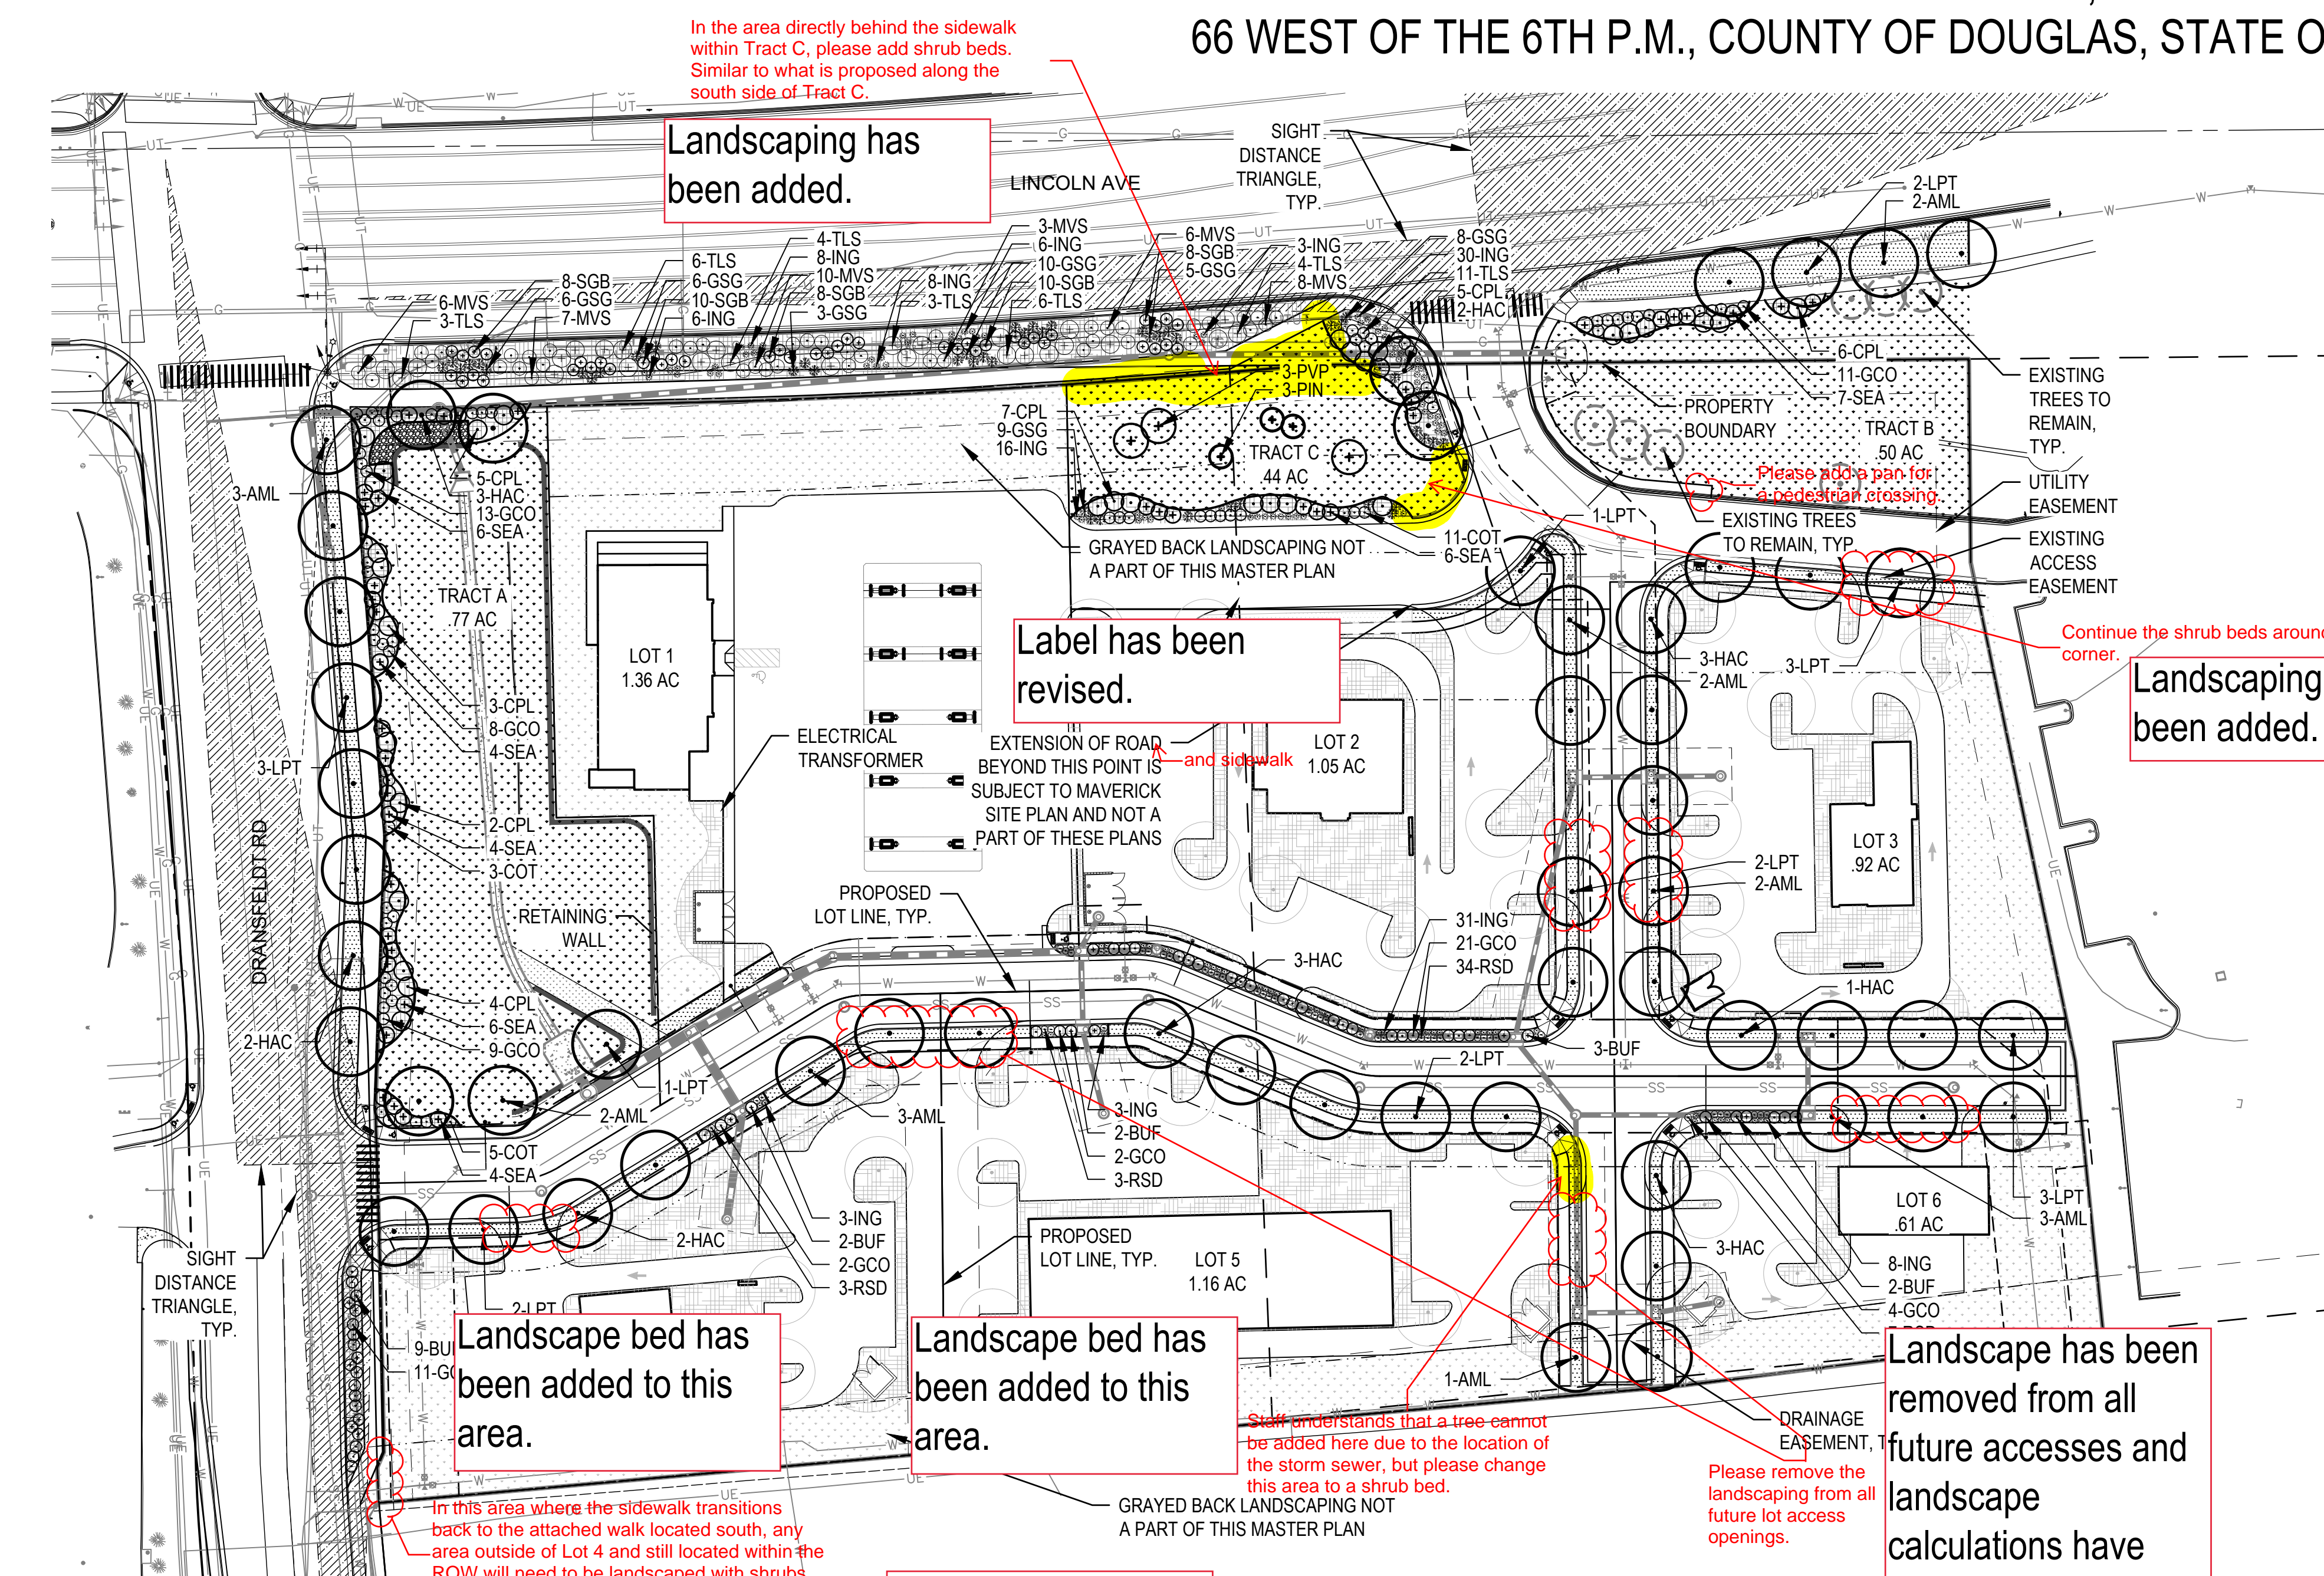 66 WEST OF THE 6TH P.M., COUNTY OF DOUGLAS, STATE O
In the area directly behind the sidewalk
within Tract C, please add shrub beds.
Similar to what is proposed along the
south side of Tract C.
Landscaping has
been added.
LINCOLN AVE
SIGHT
DISTANCE
TRIANGLE,
TYP.
2-LPT
2-AML
6-MVS
3-TLS
8-SGB
6-GSG
7-MVS
6-TLS
6-GSG
10-SGB
6-ING
4-TLS
8-ING
10-MVS
8-SGB
3-GSG
8-ING
3-TLS
3-MVS
6-ING
10-GSG
10-SGB
6-TLS
6-MVS
8-SGB
5-GSG
3-ING
4-TLS
8-MVS
8-GSG
30-ING
11-TLS
5-CPL
2-HAC
6-CPL
11-GCO
7-SEA
EXISTING
TREES TO
REMAIN,
TYP.
PROPERTY
BOUNDARY
TRACT B
.50 AC
Please add a pan for
a pedestrian crossing.
UTILITY
EASEMENT
EXISTING TREES
TO REMAIN, TYP.
EXISTING
ACCESS
EASEMENT
3-PVP
3-PIN
7-CPL
9-GSG
16-ING
TRACT C
.44 AC
11-COT
6-SEA
1-LPT
GRAYED BACK LANDSCAPING NOT
A PART OF THIS MASTER PLAN
3-AML
5-CPL
3-HAC
13-GCO
6-SEA
TRACT A
.77 AC
LOT 1
1.36 AC
Label has been
revised.
3-HAC
2-AML
3-LPT
Continue the shrub beds aroun
corner.
Landscaping
been added.
3-CPL
8-GCO
4-SEA
3-LPT
ELECTRICAL
TRANSFORMER
EXTENSION OF ROAD
BEYOND THIS POINT IS
SUBJECT TO MAVERICK
SITE PLAN AND NOT A
PART OF THESE PLANS
and sidewalk
LOT 2
1.05 AC
LOT 3
.92 AC
2-CPL
4-SEA
3-COT
DRANSFELDT RD
RETAINING
WALL
PROPOSED
LOT LINE, TYP.
2-LPT
2-AML
31-ING
21-GCO
34-RSD
3-HAC
1-HAC
4-CPL
6-SEA
9-GCO
2-HAC
1-LPT
2-AML
3-AML
2-LPT
3-BUF
5-COT
4-SEA
3-ING
2-BUF
2-GCO
3-RSD
LOT 6
.61 AC
3-LPT
3-AML
2-HAC
3-ING
2-BUF
2-GCO
3-RSD
PROPOSED
LOT LINE, TYP.
LOT 5
1.16 AC
3-HAC
8-ING
2-BUF
4-GCO
SIGHT
DISTANCE
TRIANGLE,
TYP.
2-LPT
Landscape bed has
been added to this
area.
Landscape bed has
been added to this
area.
1-AML
DRAINAGE
EASEMENT, T
Landscape has been
removed from all
future accesses and
landscape
calculations have
Staff understands that a tree cannot
be added here due to the location of
the storm sewer, but please change
this area to a shrub bed.
Please remove the
landscaping from all
future lot access
openings.
GRAYED BACK LANDSCAPING NOT
A PART OF THIS MASTER PLAN
In this area where the sidewalk transitions
back to the attached walk located south, any
area outside of Lot 4 and still located within the
ROW will need to be landscaped with shrubs